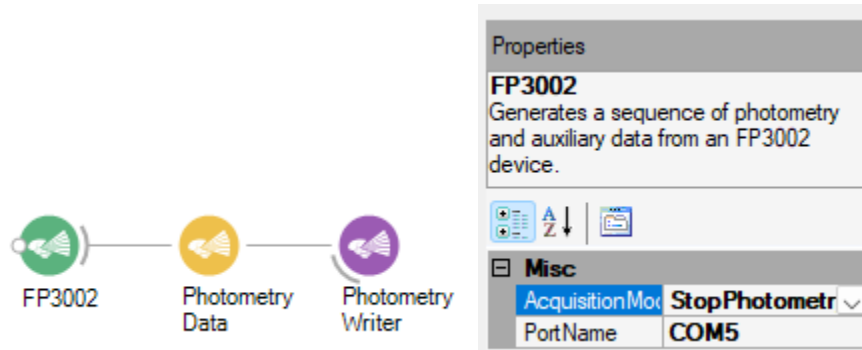 Properties
FP3002
Generates a sequence of photometry
and auxiliary data from an FP3002
device.
A
Z
Misc
AcquisitionMod StopPhotometr
PortName COM5
FP3002
Photometry
Data
Photometry
Writer